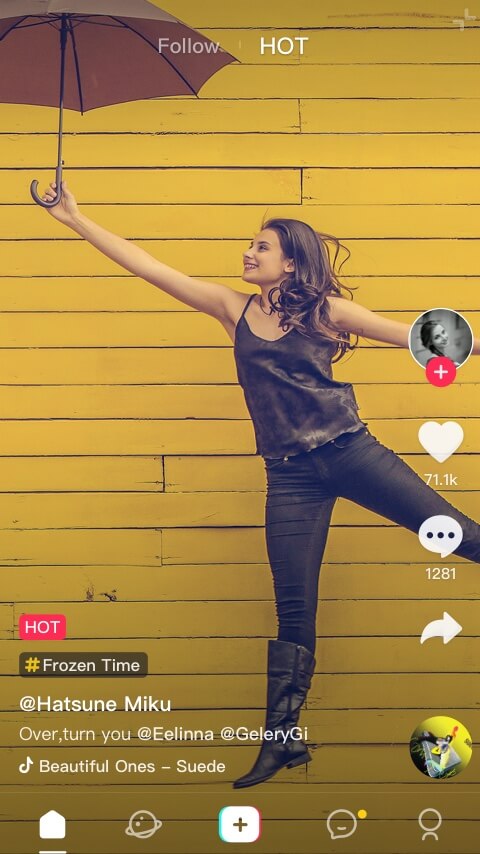 Follow HOT
71.1k
1281
HOT
#Frozen Time
@Hatsune Miku
Over,turn you @Eelinna @GeleryGi
Beautiful Ones – Suede